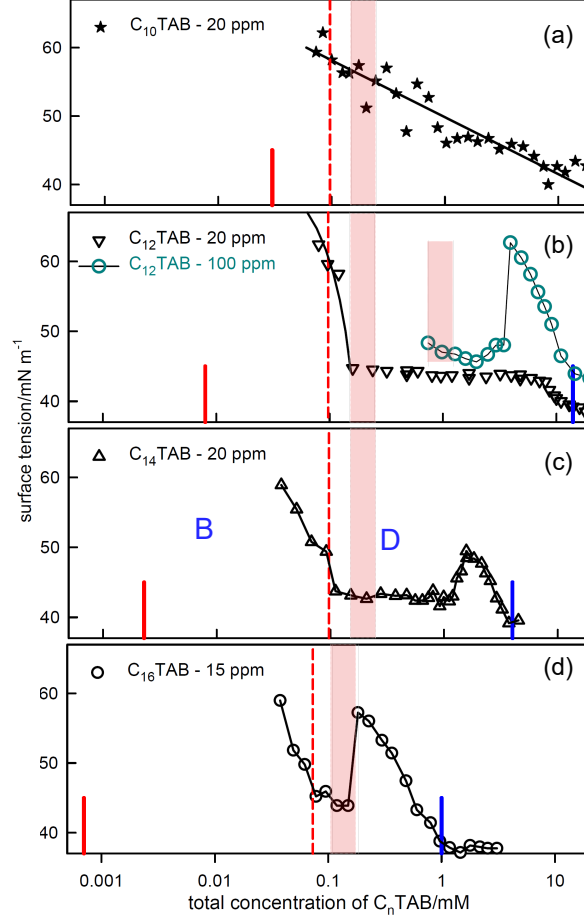 C10TAB - 20 ppm
(a)
60
50
40
C12TAB - 20 ppm
(b)
C12TAB - 100 ppm
60
50
40
C14TAB - 20 ppm
(c)
60
B
D
50
40
C16TAB - 15 ppm
(d)
60
50
40
surface tension/mN m-1
0.001
0.01
0.1
1
10
total concentration of CnTAB/mM